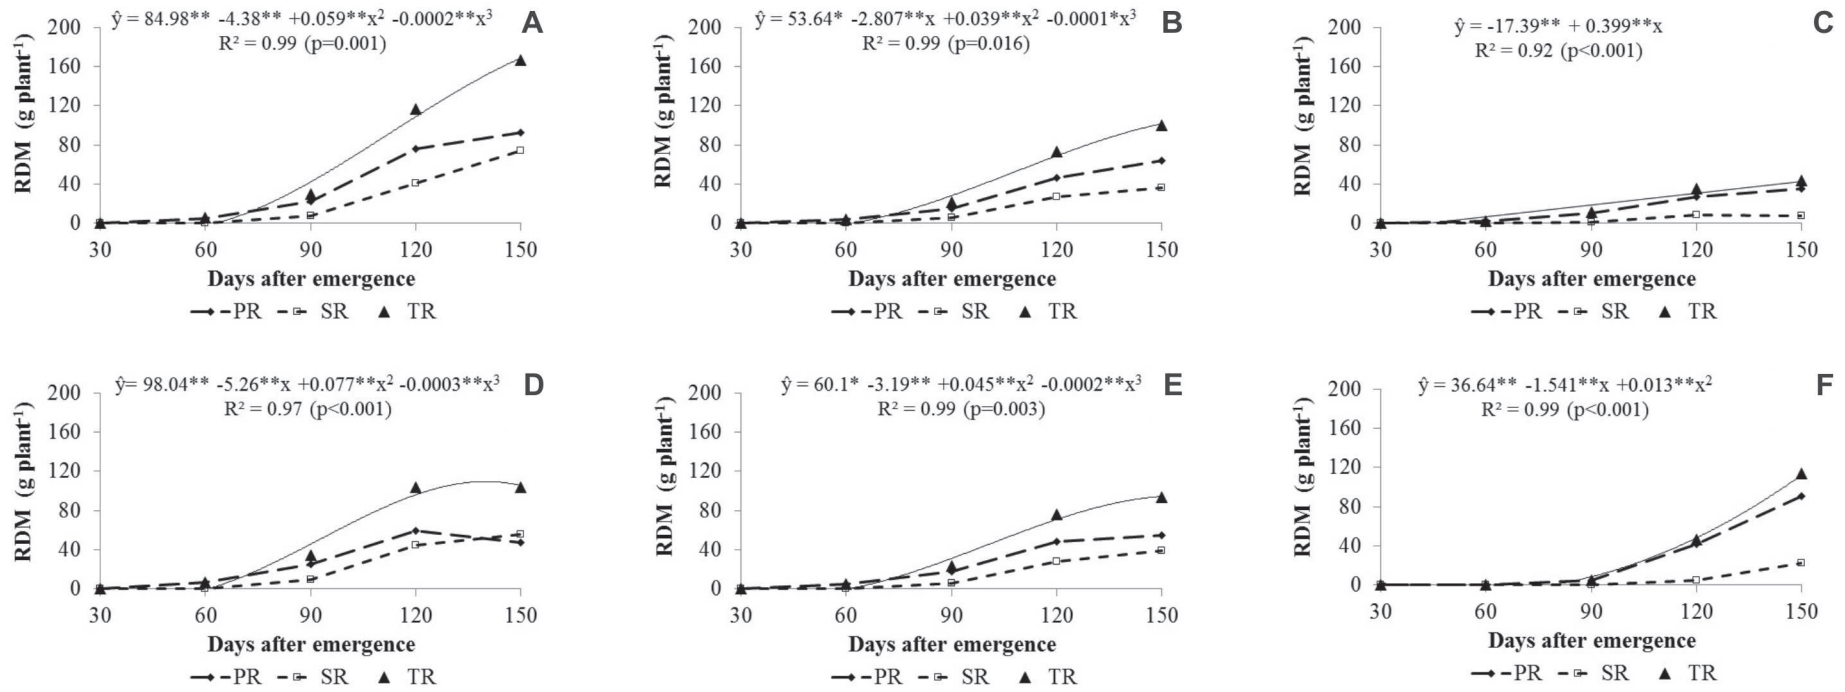 ŷ = 84.98** -4.38** +0.059**x² -0.0002**x³
R² = 0.99 (p=0.001)
A
RDM (g plant⁻¹)
200
160
120
80
40
0
30 60 90 120 150
Days after emergence
PR SR TR
ŷ = 53.64* -2.807**x +0.039**x² -0.0001*x³
R² = 0.99 (p=0.016)
B
RDM (g plant⁻¹)
200
160
120
80
40
0
30 60 90 120 150
Days after emergence
PR SR TR
ŷ = -17.39** + 0.399**x
R² = 0.92 (p<0.001)
C
RDM (g plant⁻¹)
200
160
120
80
40
0
30 60 90 120 150
Days after emergence
PR SR TR
ŷ= 98.04** -5.26**x +0.077**x² -0.0003**x³
R² = 0.97 (p<0.001)
D
RDM (g plant⁻¹)
200
160
120
80
40
0
30 60 90 120 150
Days after emergence
PR SR TR
ŷ = 60.1* -3.19** +0.045**x² -0.0002**x³
R² = 0.99 (p=0.003)
E
RDM (g plant⁻¹)
200
160
120
80
40
0
30 60 90 120 150
Days after emergence
PR SR TR
ŷ = 36.64** -1.541**x +0.013**x²
R² = 0.99 (p<0.001)
F
RDM (g plant⁻¹)
200
160
120
80
40
0
30 60 90 120 150
Days after emergence
PR SR TR